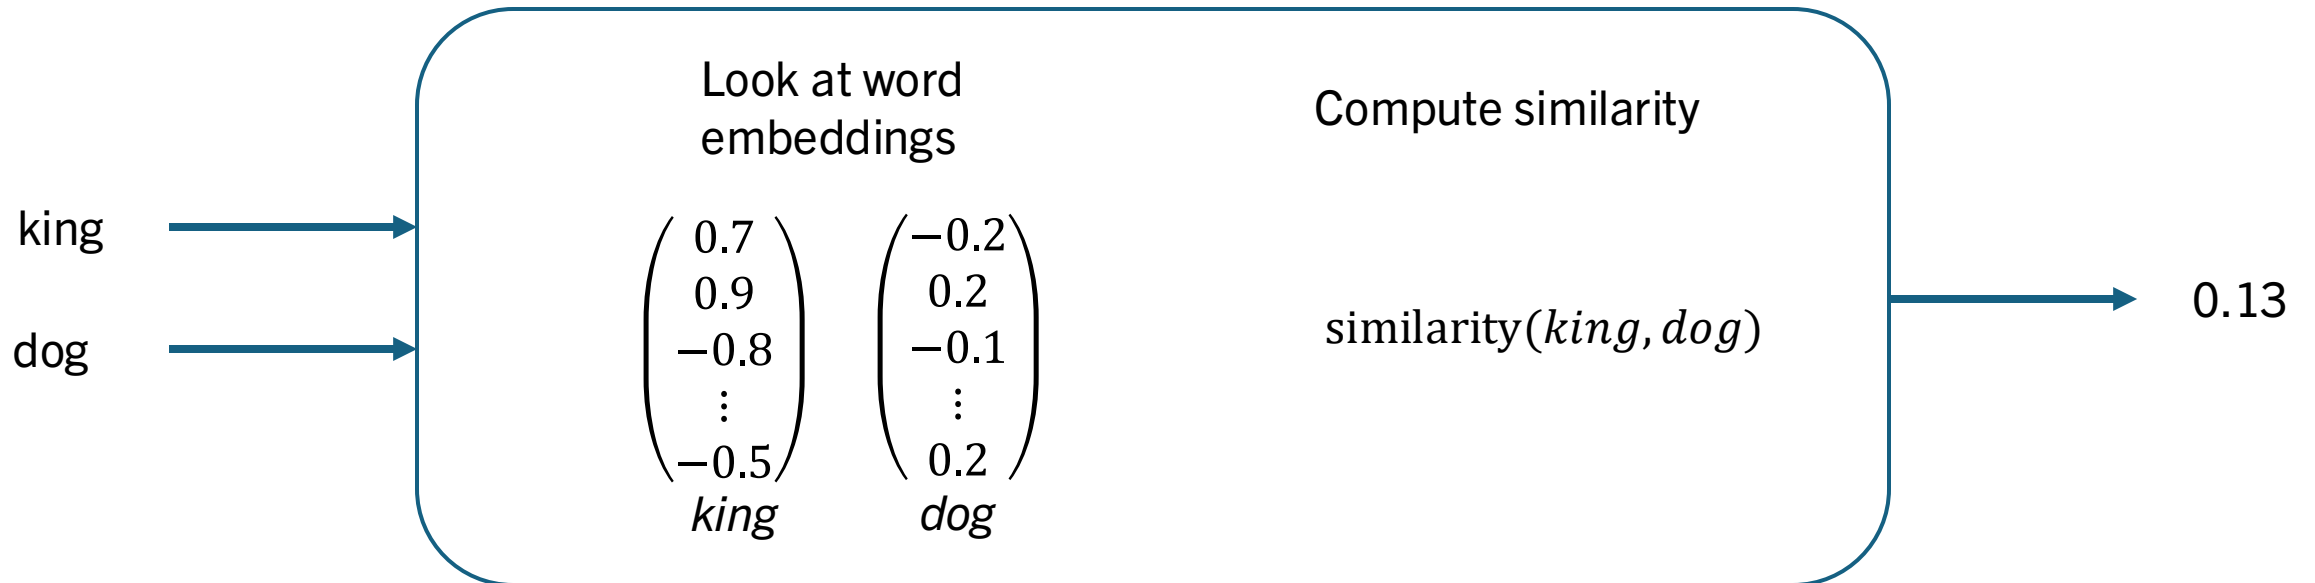 king
dog
Look at word
embeddings
0.7
0.9
−0.8
⋮
−0.5
king
−0.2
0.2
−0.1
⋮
0.2
dog
Compute similarity
similarity(king, dog)
0.13